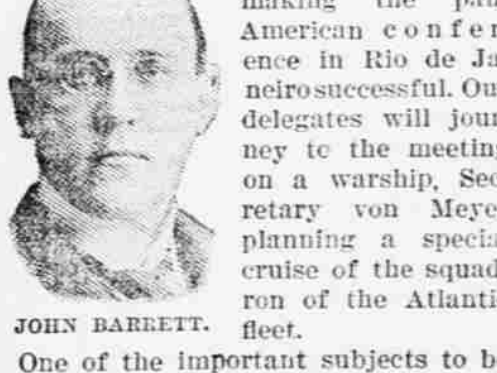 making the pan
American confer
ence in Rio de Ja
neiro successful. Ou
delegates will jour
ney to the meetin
on a warship, Sec
retary von Meye
planning a specia
cruise of the squad
ron of the Atlanti
fleet.
JOHN BARRETT.
One of the important subjects to b